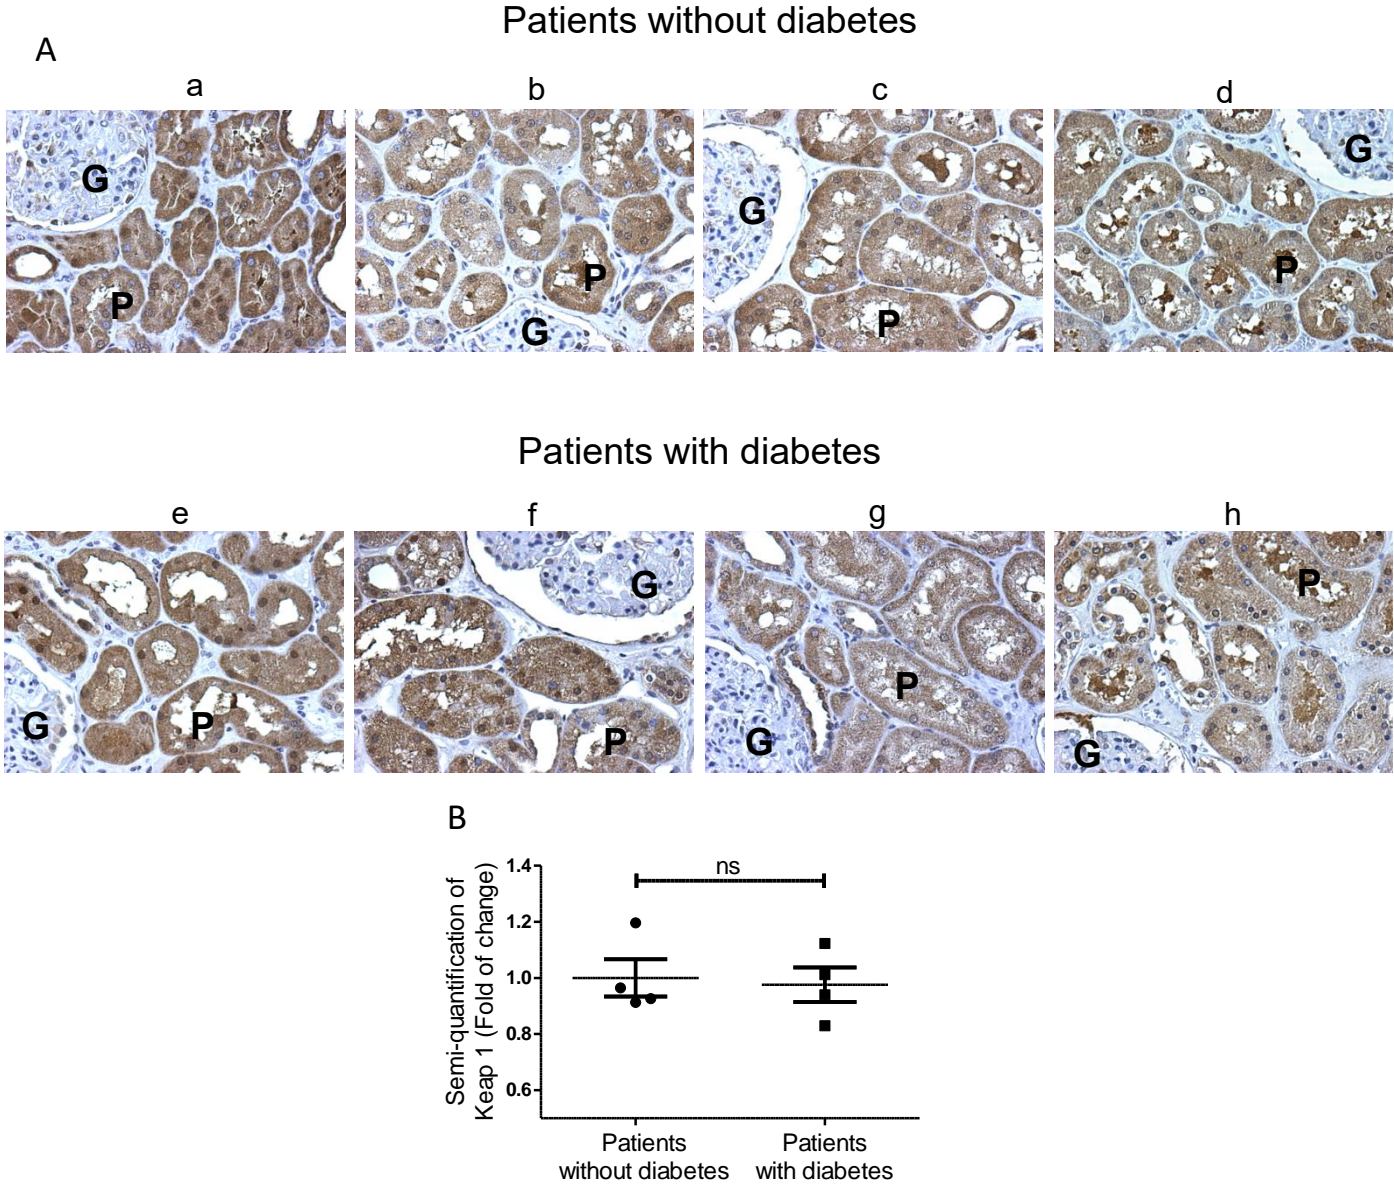 Patients without diabetes
A
a b c d
G P
P G
G P
G P
Patients with diabetes
e f g h
G P
G P
P G
P G
B
Semi-quantification of
Keap 1 (Fold of change)
1.4
1.2
1.0
0.8
0.6
ns
Patients
without diabetes
Patients
with diabetes